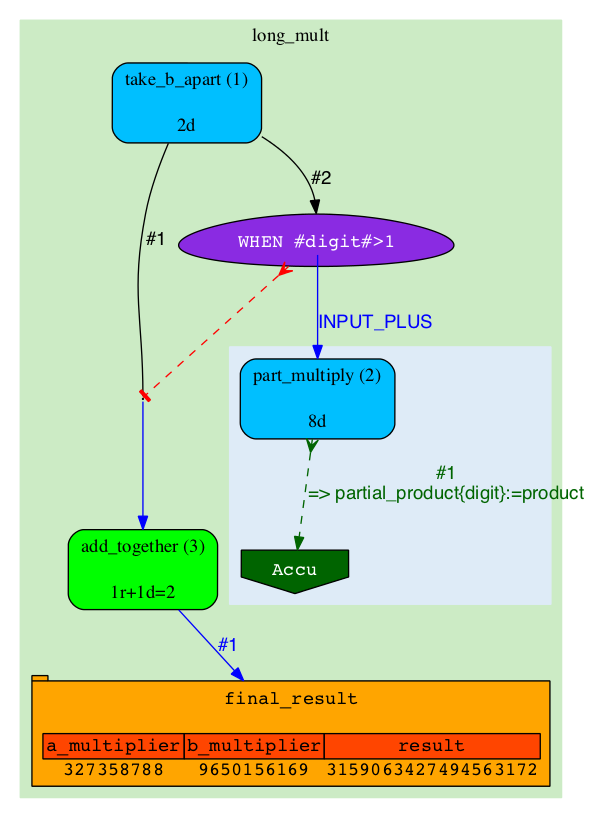 long_mult
take_b_apart (1)
2d
#2
#1
WHEN #digit#>1
INPUT_PLUS
part_multiply (2)
8d
#1
=> partial_product{digit}:=product
Accu
add_together (3)
1r+1d=2
#1
final_result
a_multiplier b_multiplier result
327358788 9650156169 3159063427494563172